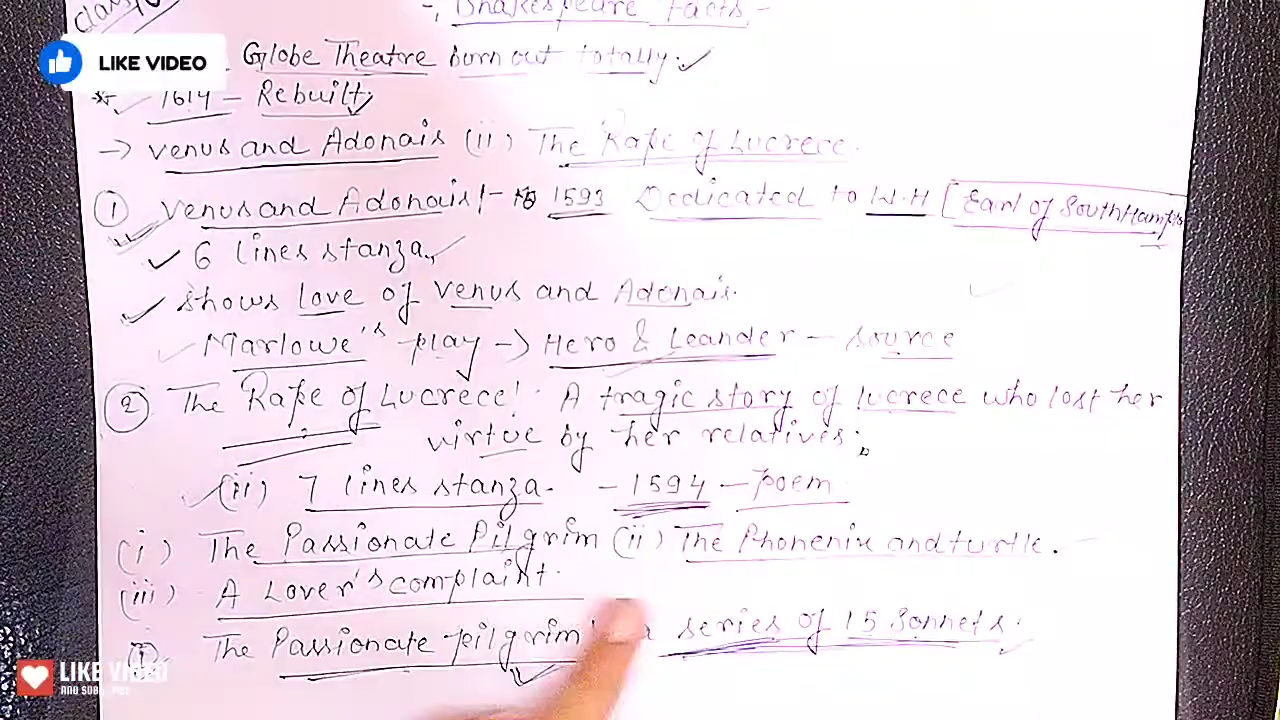 Class
-, Shakespeare Facts -
LIKE VIDEO
. Globe Theatre burn out totally.
1614 - Rebuilt
→ Venus and Adonais (ii) The Rape of Lucrece.
① Venus and Adonais!- 1593 Dedicated to W.H [Earl of SouthHampt
6 lines stanza.
shows love of Venus and Adonais.
Marlowe's play → Hero & Leander - source
② The Rape of Lucrece! A tragic story of lucrece who lost her
virtue by her relatives.
(ii) 7 lines stanza. - 1594 - poem
(i) The Passionate Pilgrim (ii) The Phonenix and turtle.
(iii) A Lover's complaint.
The Passionate pilgrim! series of 15 Sonnets.
LIKE VIDEO